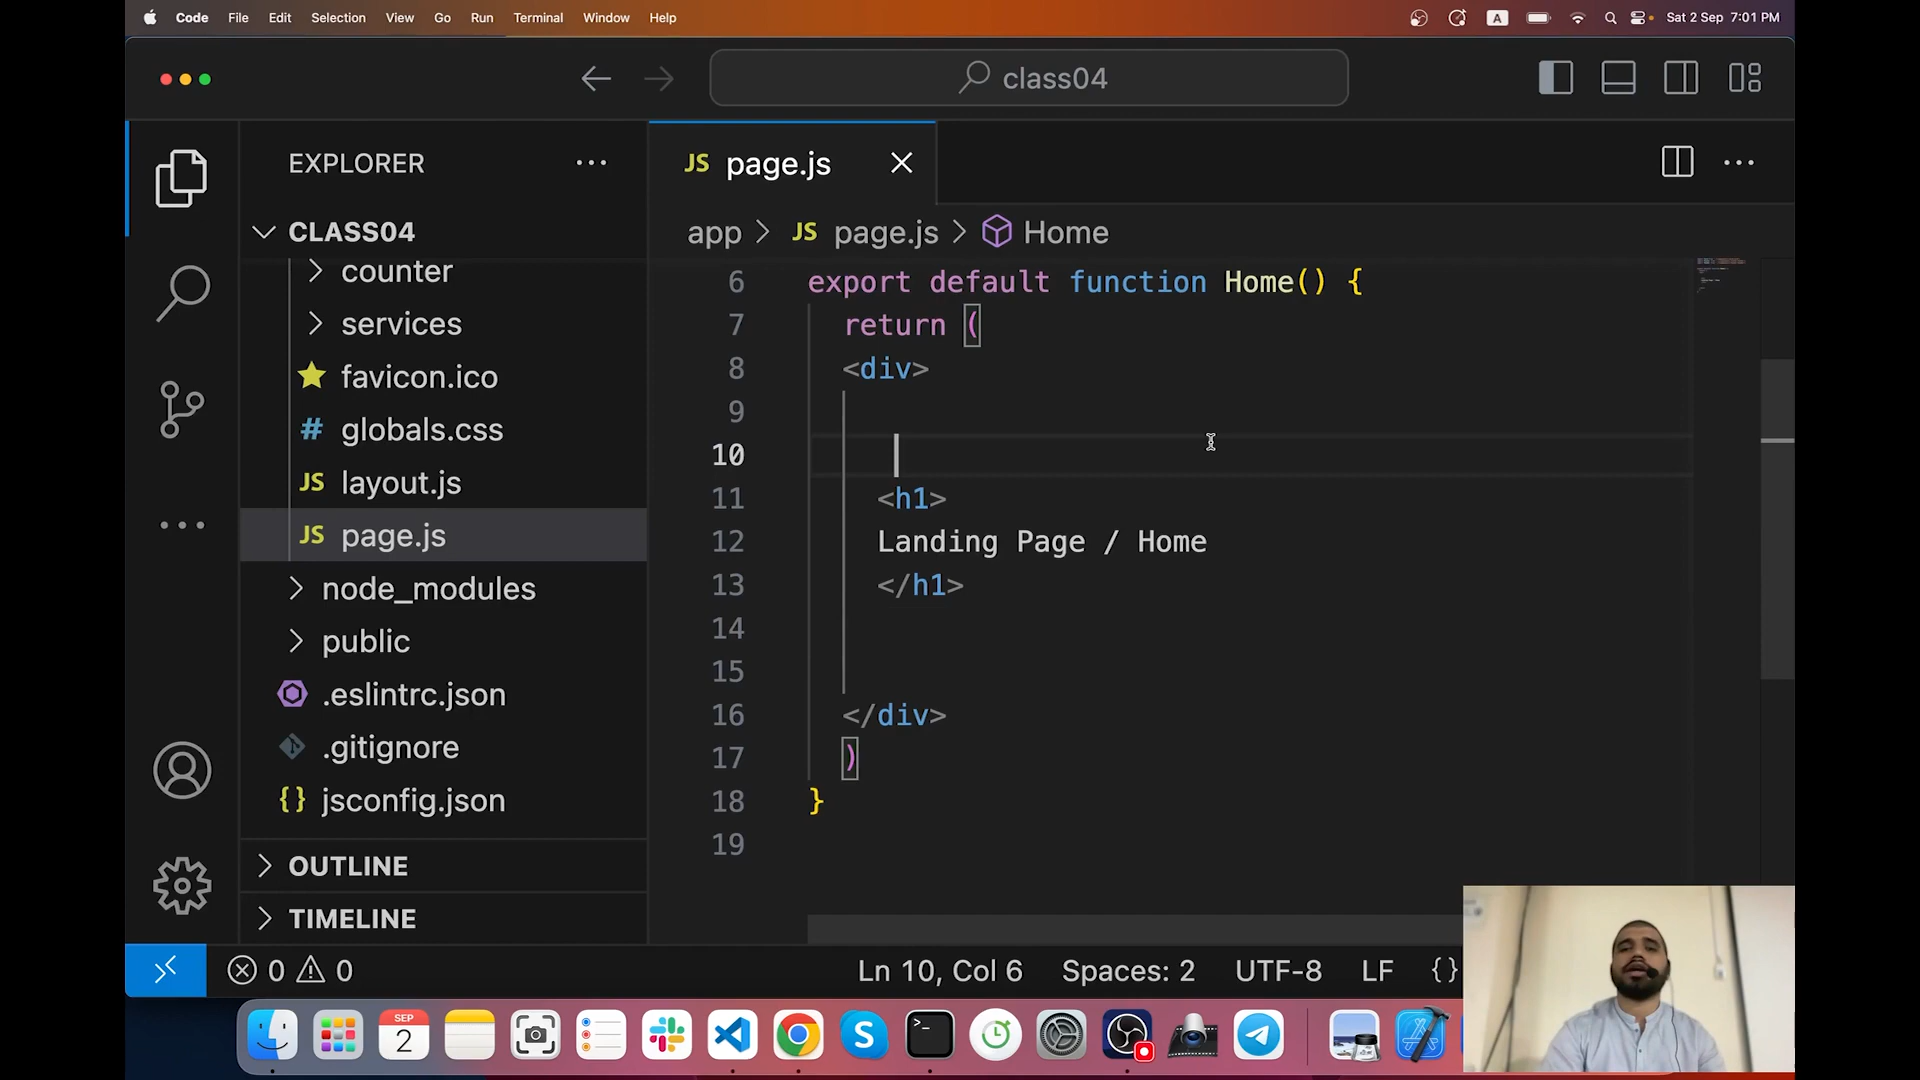 Code File Edit Selection View Go Run Terminal Window Help A Sat 2 Sep 7:01 PM
class04
EXPLORER
JS page.js
app > JS page.js > Home
CLASS04
counter
services
favicon.ico
# globals.css
JS layout.js
JS page.js
node_modules
public
.eslintrc.json
.gitignore
{} jsconfig.json
OUTLINE
TIMELINE
6 export default function Home() {
7 return (
8 <div>
9
10
11 <h1>
12 Landing Page / Home
13 </h1>
14
15
16 </div>
17 )
18 }
19
0 0 Ln 10, Col 6 Spaces: 2 UTF-8 LF {}
SEP
2